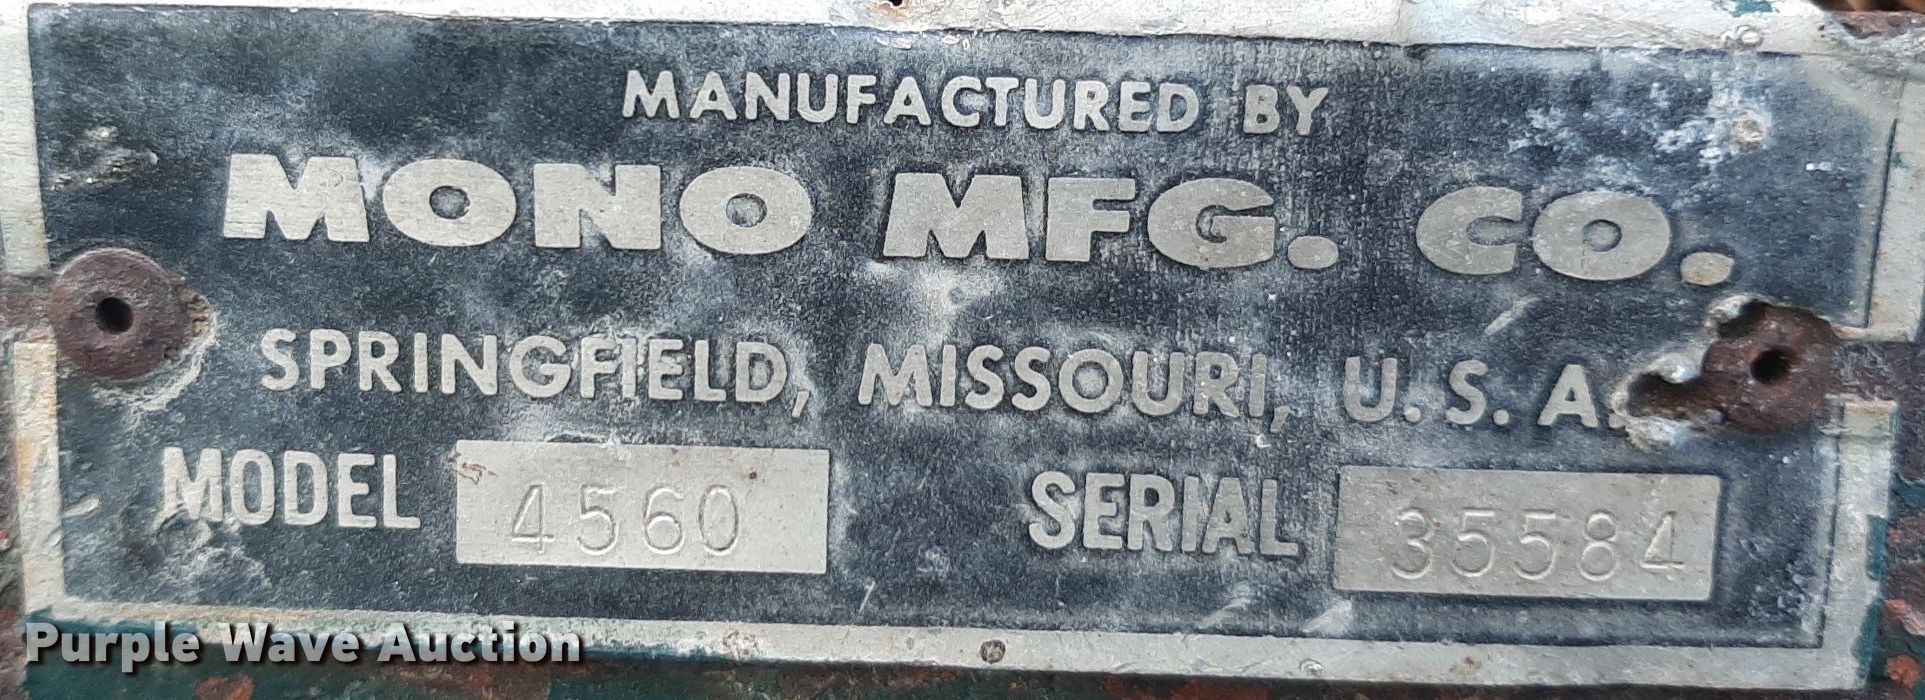 MANUFACTURED BY
MONO MFG. CO.
SPRINGFIELD, MISSOURI, U. S. A.
MODEL 4560 SERIAL 35584
Purple Wave Auction